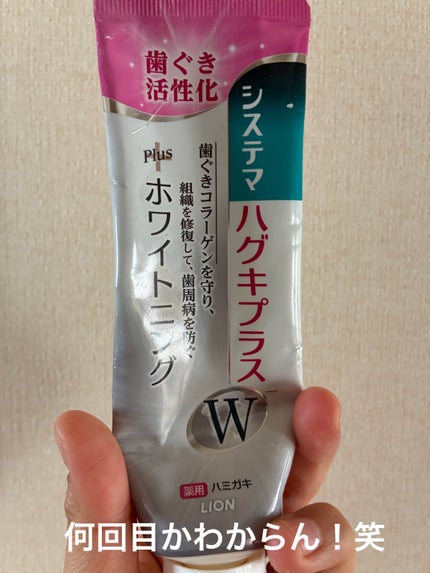 歯ぐき
活性化
システマ
ハグキプラス
W
歯ぐきコラーゲンを守り、
組織を修復して、歯周病を防ぐ、
Plus
+ホワイトニング
薬用 ハミガキ
LION
何回目かわからん！笑